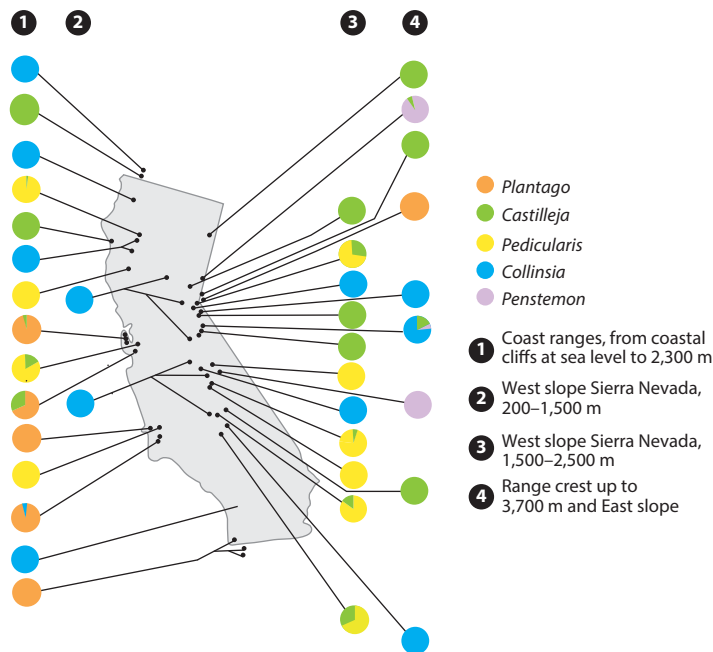 1 2 3 4
Plantago
Castilleja
Pedicularis
Collinsia
Penstemon
1 Coast ranges, from coastal
cliffs at sea level to 2,300 m
2 West slope Sierra Nevada,
200–1,500 m
3 West slope Sierra Nevada,
1,500–2,500 m
4 Range crest up to
3,700 m and East slope